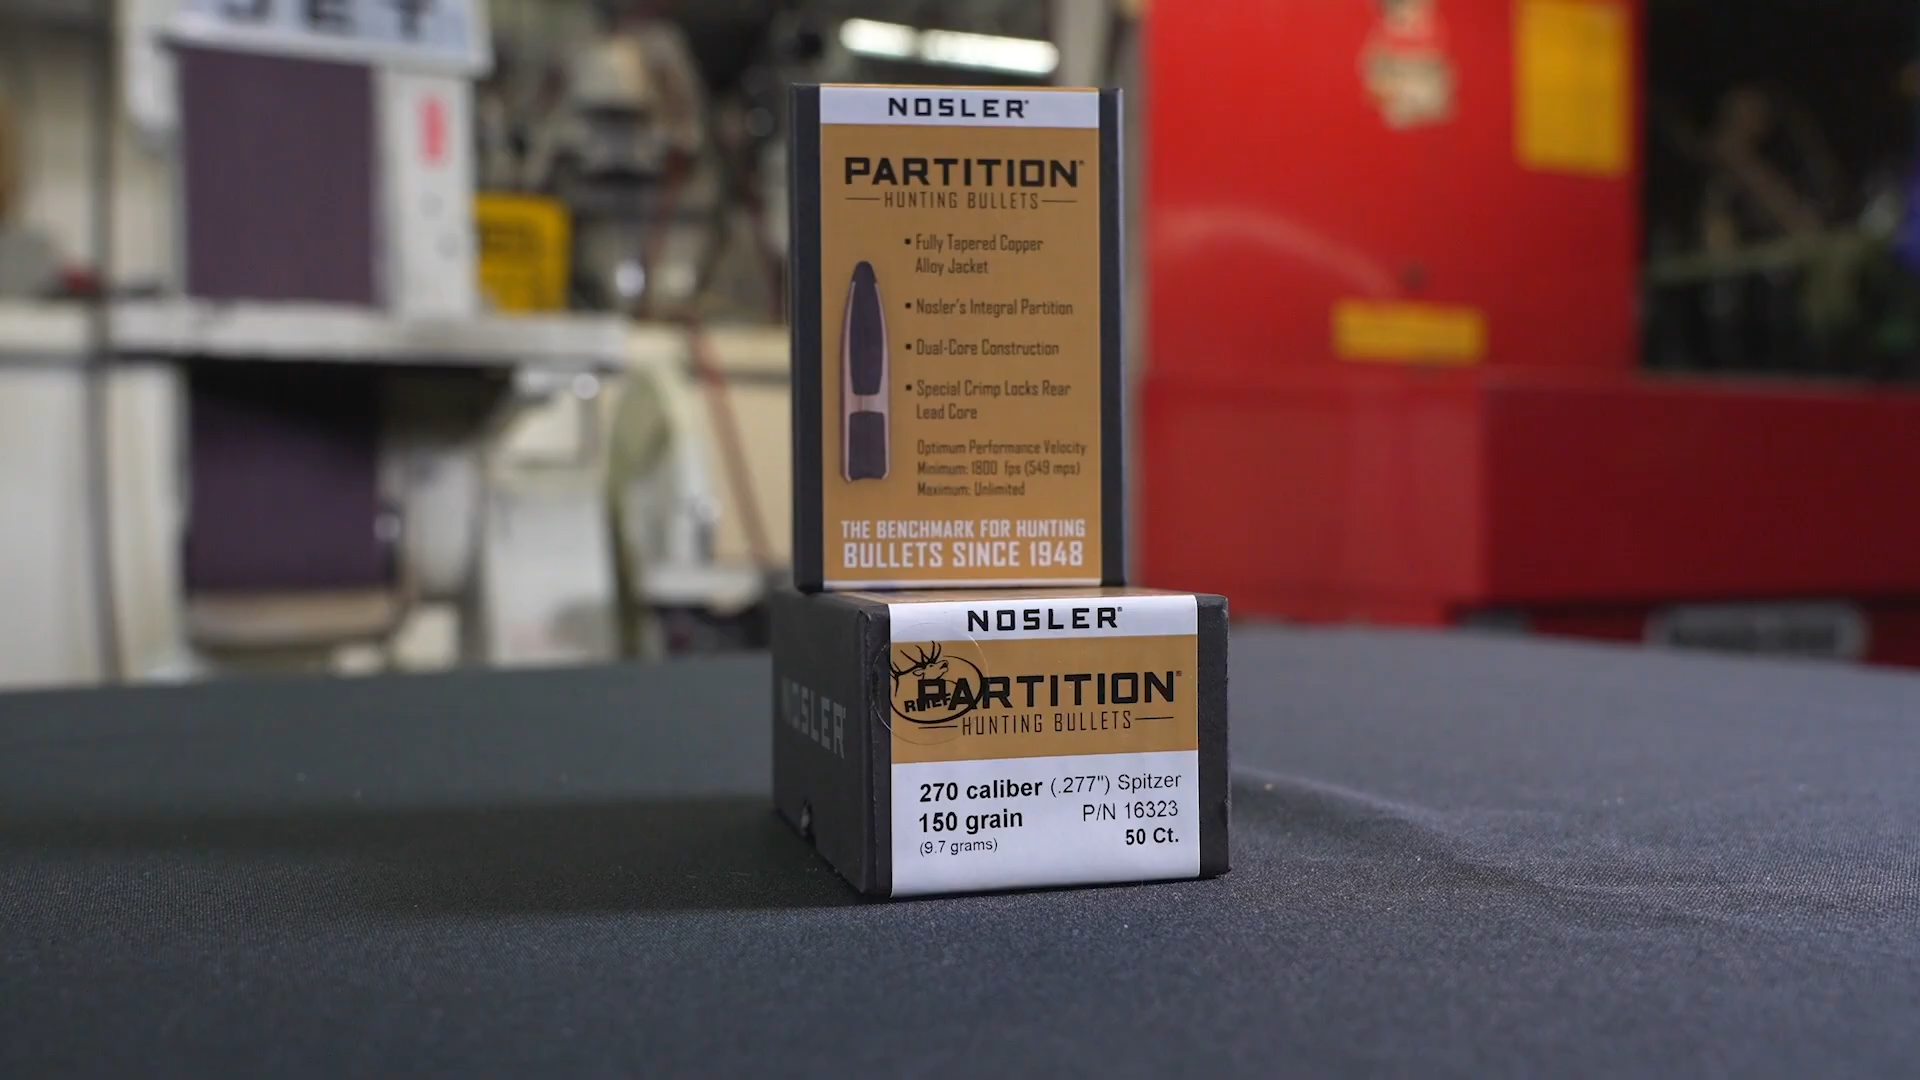 JET
NOSLER®
PARTITION®
HUNTING BULLETS
▪ Fully Tapered Copper
Alloy Jacket
▪ Nosler's Integral Partition
▪ Dual-Core Construction
▪ Special Crimp Locks Rear
Lead Core
Optimum Performance Velocity
Minimum: 1800 fps (549 mps)
Maximum: Unlimited
THE BENCHMARK FOR HUNTING
BULLETS SINCE 1948
NOSLER®
PARTITION®
RMEF
HUNTING BULLETS
NOSLER®
270 caliber (.277") Spitzer
150 grain P/N 16323
(9.7 grams) 50 Ct.